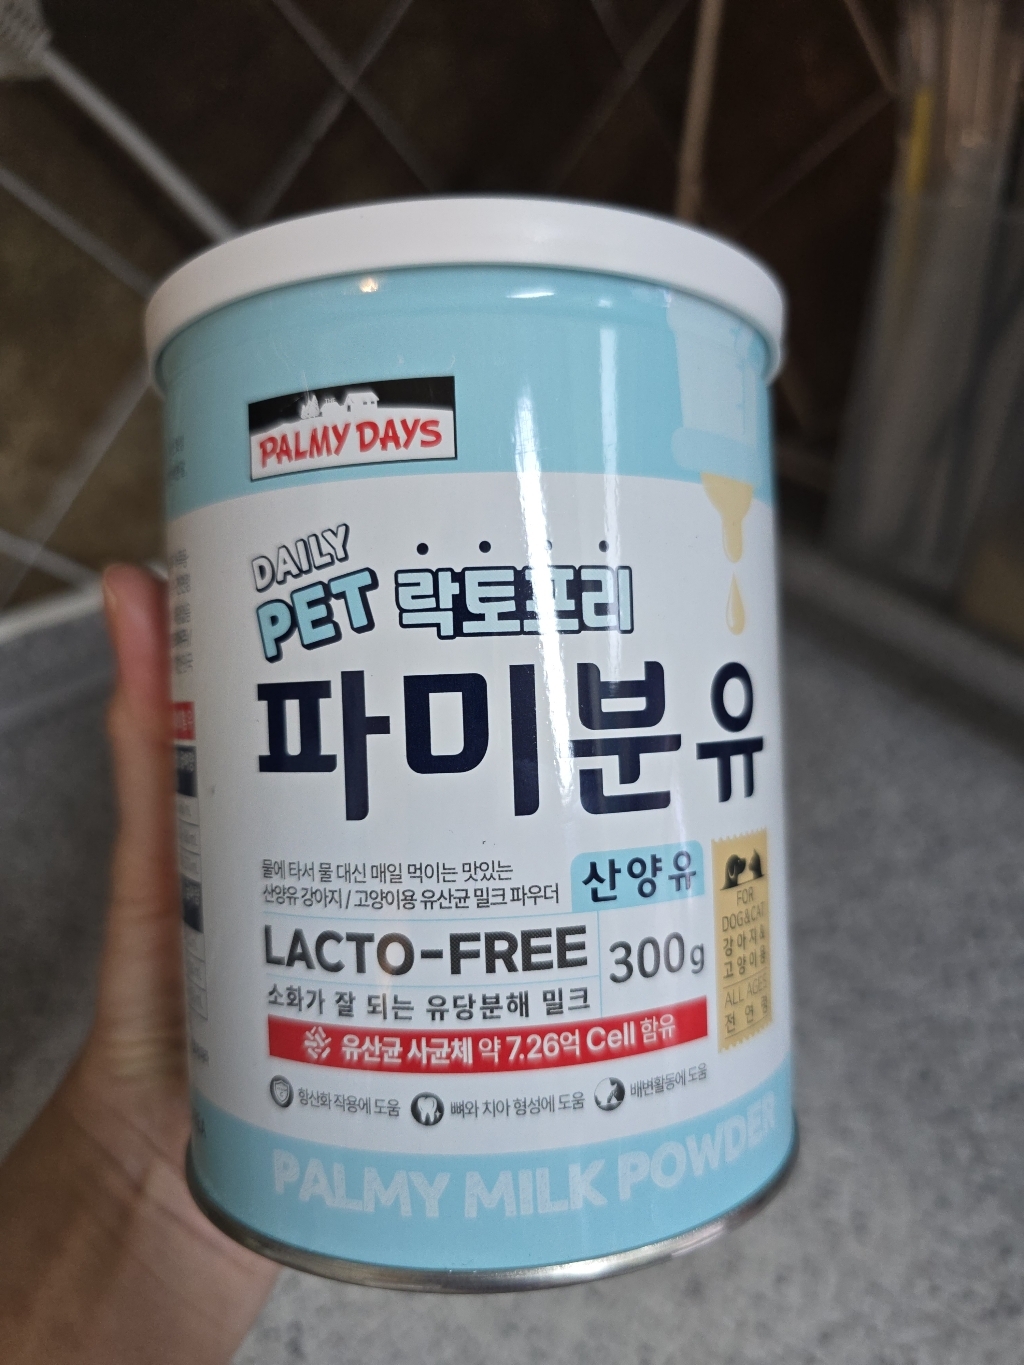 PALMY DAYS
DAILY
PET 락토프리
파미분유
물에 타서 물 대신 매일 먹이는 맛있는
산양유 강아지 / 고양이용 유산균 밀크 파우더
산양유
LACTO-FREE
300g
소화가 잘 되는 유당분해 밀크
유산균 사균체 약 7.26억 Cell 함유
항산화 작용에 도움
뼈와 치아 형성에 도움
배변활동에 도움
FOR
DOG&CAT
강아지&
고양이용
ALL AGES
전 연령
PALMY MILK POWDER